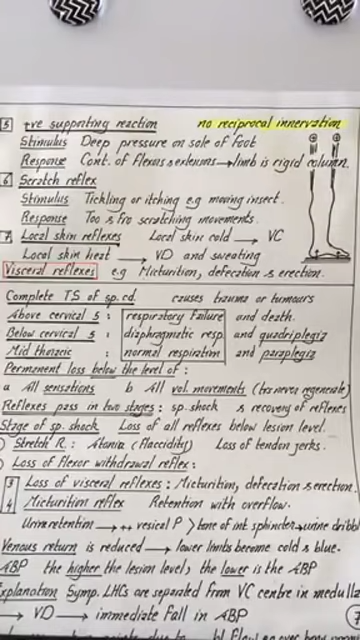 5 +ve supporting reaction no reciprocal innervation
Stimulus Deep pressure on sole of foot
Response Cont. of flexors & extensors → limb is rigid column.
6 Scratch reflex
Stimulus Tickling or itching e.g moving insect.
Response Too & fro scratching movements.
7 Local skin reflexes Local skin cold → VC
Local skin heat → VD and sweating
Visceral reflexes e.g Micturition, defecation & erection.
Complete TS of sp. cd. causes trauma or tumours
Above cervical 5: respiratory failure and death.
Below cervical 5: diaphragmatic resp. and quadriplegia
Mid thoracic : normal respiration and paraplegia
Permanent loss below the level of:
a All sensations b All vol. movements (trs never regenerate)
Reflexes pass in two stages: sp. shock & recovery of reflexes
Stage of sp. shock Loss of all reflexes below lesion level.
Stretch R.: Atonia (flaccidity) Loss of tendon jerks.
Loss of flexor withdrawal reflex:
3 Loss of visceral reflexes: Micturition, defecation & erection.
4 Micturition reflex Retention with overflow.
Urine retention → ++ vesical P > tone of int sphincter → urine dribbl
Venous return is reduced → lower limbs become cold & blue.
ABP the higher the lesion level, the lower is the ABP
Explanation Symp. LHCs are separated from VC centre in medulla
→ VD → immediate fall in ABP